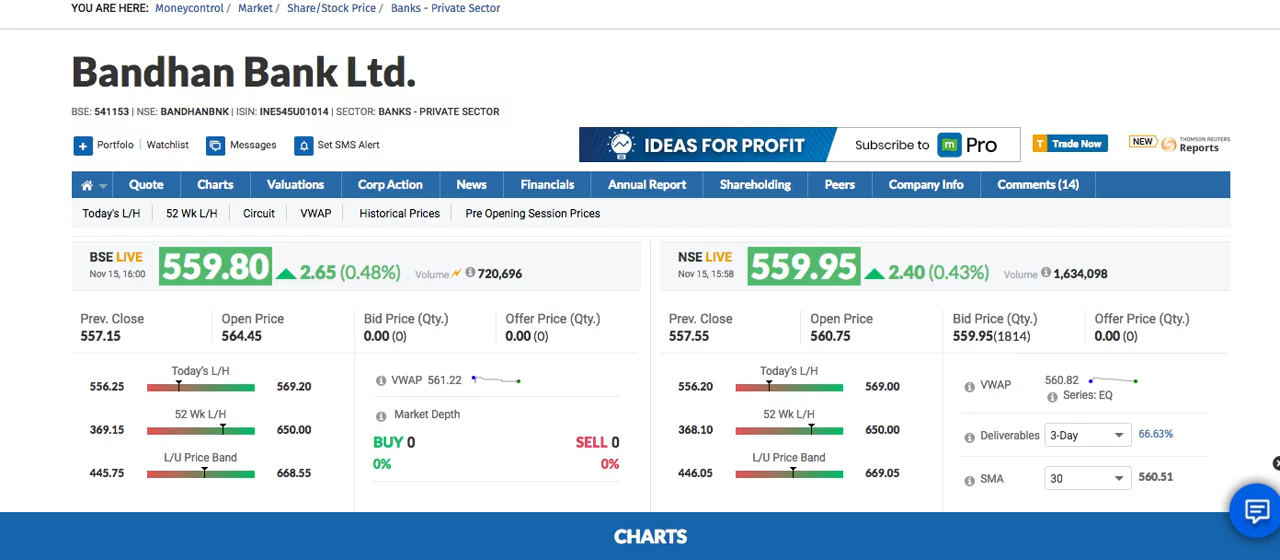 YOU ARE HERE: Moneycontrol / Market / Share/Stock Price / Banks - Private Sector
Bandhan Bank Ltd.
BSE: 541153 | NSE: BANDHANBNK | ISIN: INE545U01014 | SECTOR: BANKS - PRIVATE SECTOR
+ Portfolio | Watchlist Messages Set SMS Alert
IDEAS FOR PROFIT Subscribe to m Pro
T Trade Now
NEW THOMSON REUTERS
Reports
Quote Charts Valuations Corp Action News Financials Annual Report Shareholding Peers Company Info Comments (14)
Today's L/H 52 Wk L/H Circuit VWAP Historical Prices Pre Opening Session Prices
BSE LIVE
Nov 15, 16:00
559.80 2.65 (0.48%) Volume 720,696
Prev. Close Open Price Bid Price (Qty.) Offer Price (Qty.)
557.15 564.45 0.00 (0) 0.00 (0)
Today's L/H
556.25 569.20
52 Wk L/H
369.15 650.00
L/U Price Band
445.75 668.55
VWAP 561.22
Market Depth
BUY 0 SELL 0
0% 0%
NSE LIVE
Nov 15, 15:58
559.95 2.40 (0.43%) Volume 1,634,098
Prev. Close Open Price Bid Price (Qty.) Offer Price (Qty.)
557.55 560.75 559.95(1814) 0.00 (0)
Today's L/H
556.20 569.00
52 Wk L/H
368.10 650.00
L/U Price Band
446.05 669.05
VWAP 560.82
Series: EQ
Deliverables 3-Day 66.63%
SMA 30 560.51
CHARTS